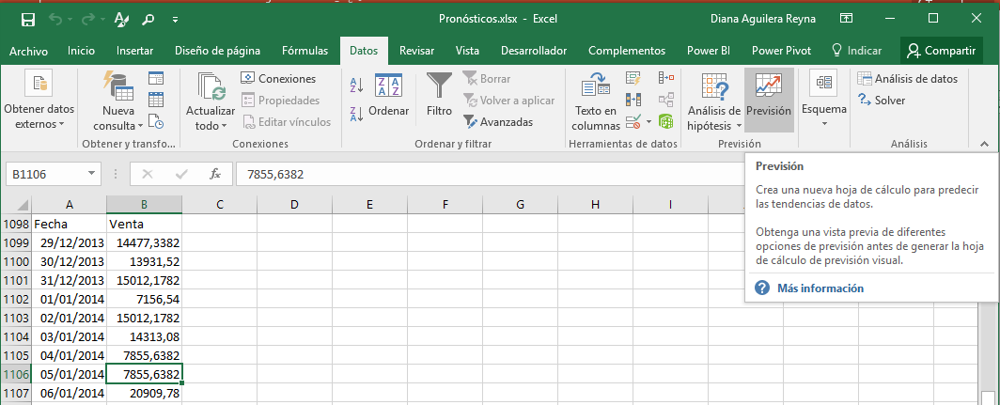 Pronósticos.xlsx - Excel
Diana Aguilera Reyna
Archivo Inicio Insertar Diseño de página Fórmulas Datos Revisar Vista Desarrollador Complementos Power BI Power Pivot Indicar Compartir
Obtener datos externos
Nueva consulta
Obtener y transfo...
Actualizar todo
Conexiones
Propiedades
Editar vínculos
Conexiones
Ordenar
Filtro
Borrar
Volver a aplicar
Avanzadas
Ordenar y filtrar
Texto en columnas
Herramientas de datos
Análisis de hipótesis
Previsión
Previsión
Esquema
Análisis de datos
Solver
Análisis
B1106 fx 7855,6382
A B C D E F G H I
1098 Fecha Venta
1099 29/12/2013 14477,3382
1100 30/12/2013 13931,52
1101 31/12/2013 15012,1782
1102 01/01/2014 7156,54
1103 02/01/2014 15012,1782
1104 03/01/2014 14313,08
1105 04/01/2014 7855,6382
1106 05/01/2014 7855,6382
1107 06/01/2014 20909,78
Previsión
Crea una nueva hoja de cálculo para predecir
las tendencias de datos.
Obtenga una vista previa de diferentes
opciones de previsión antes de generar la hoja
de cálculo de previsión visual.
Más información